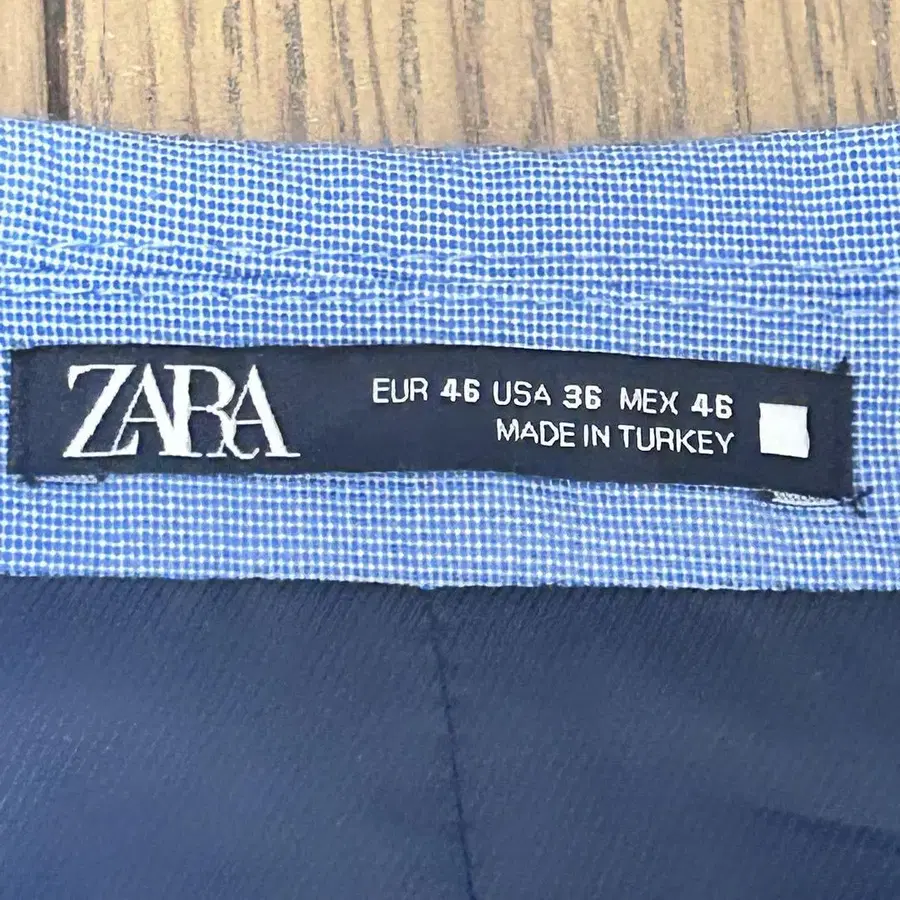 ZARA
EUR 46 USA 36 MEX 46
MADE IN TURKEY